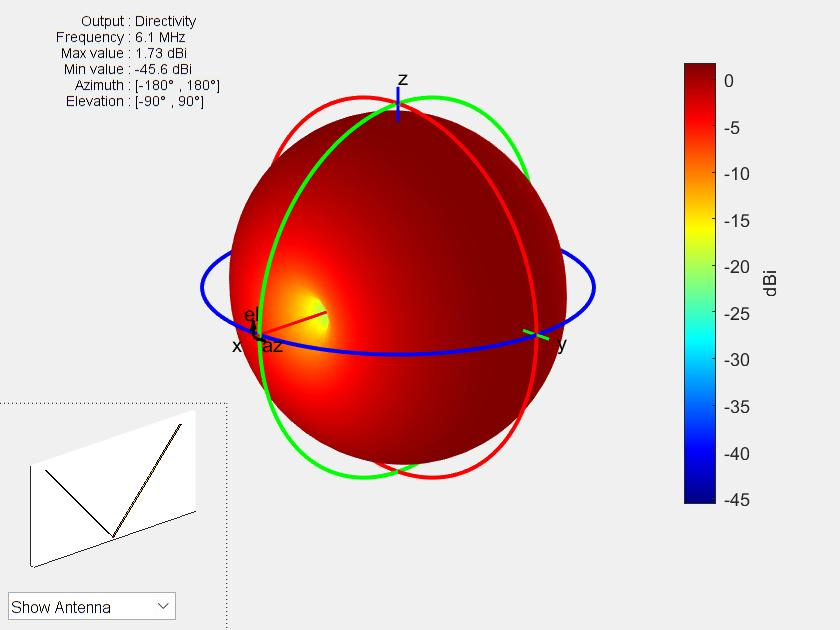 Output : Directivity
Frequency : 6.1 MHz
Max value : 1.73 dBi
Min value : -45.6 dBi
Azimuth : [-180° , 180°]
Elevation : [-90° , 90°]
z
el
x
az
y
0
-5
-10
-15
-20
-25
-30
-35
-40
-45
dBi
Show Antenna